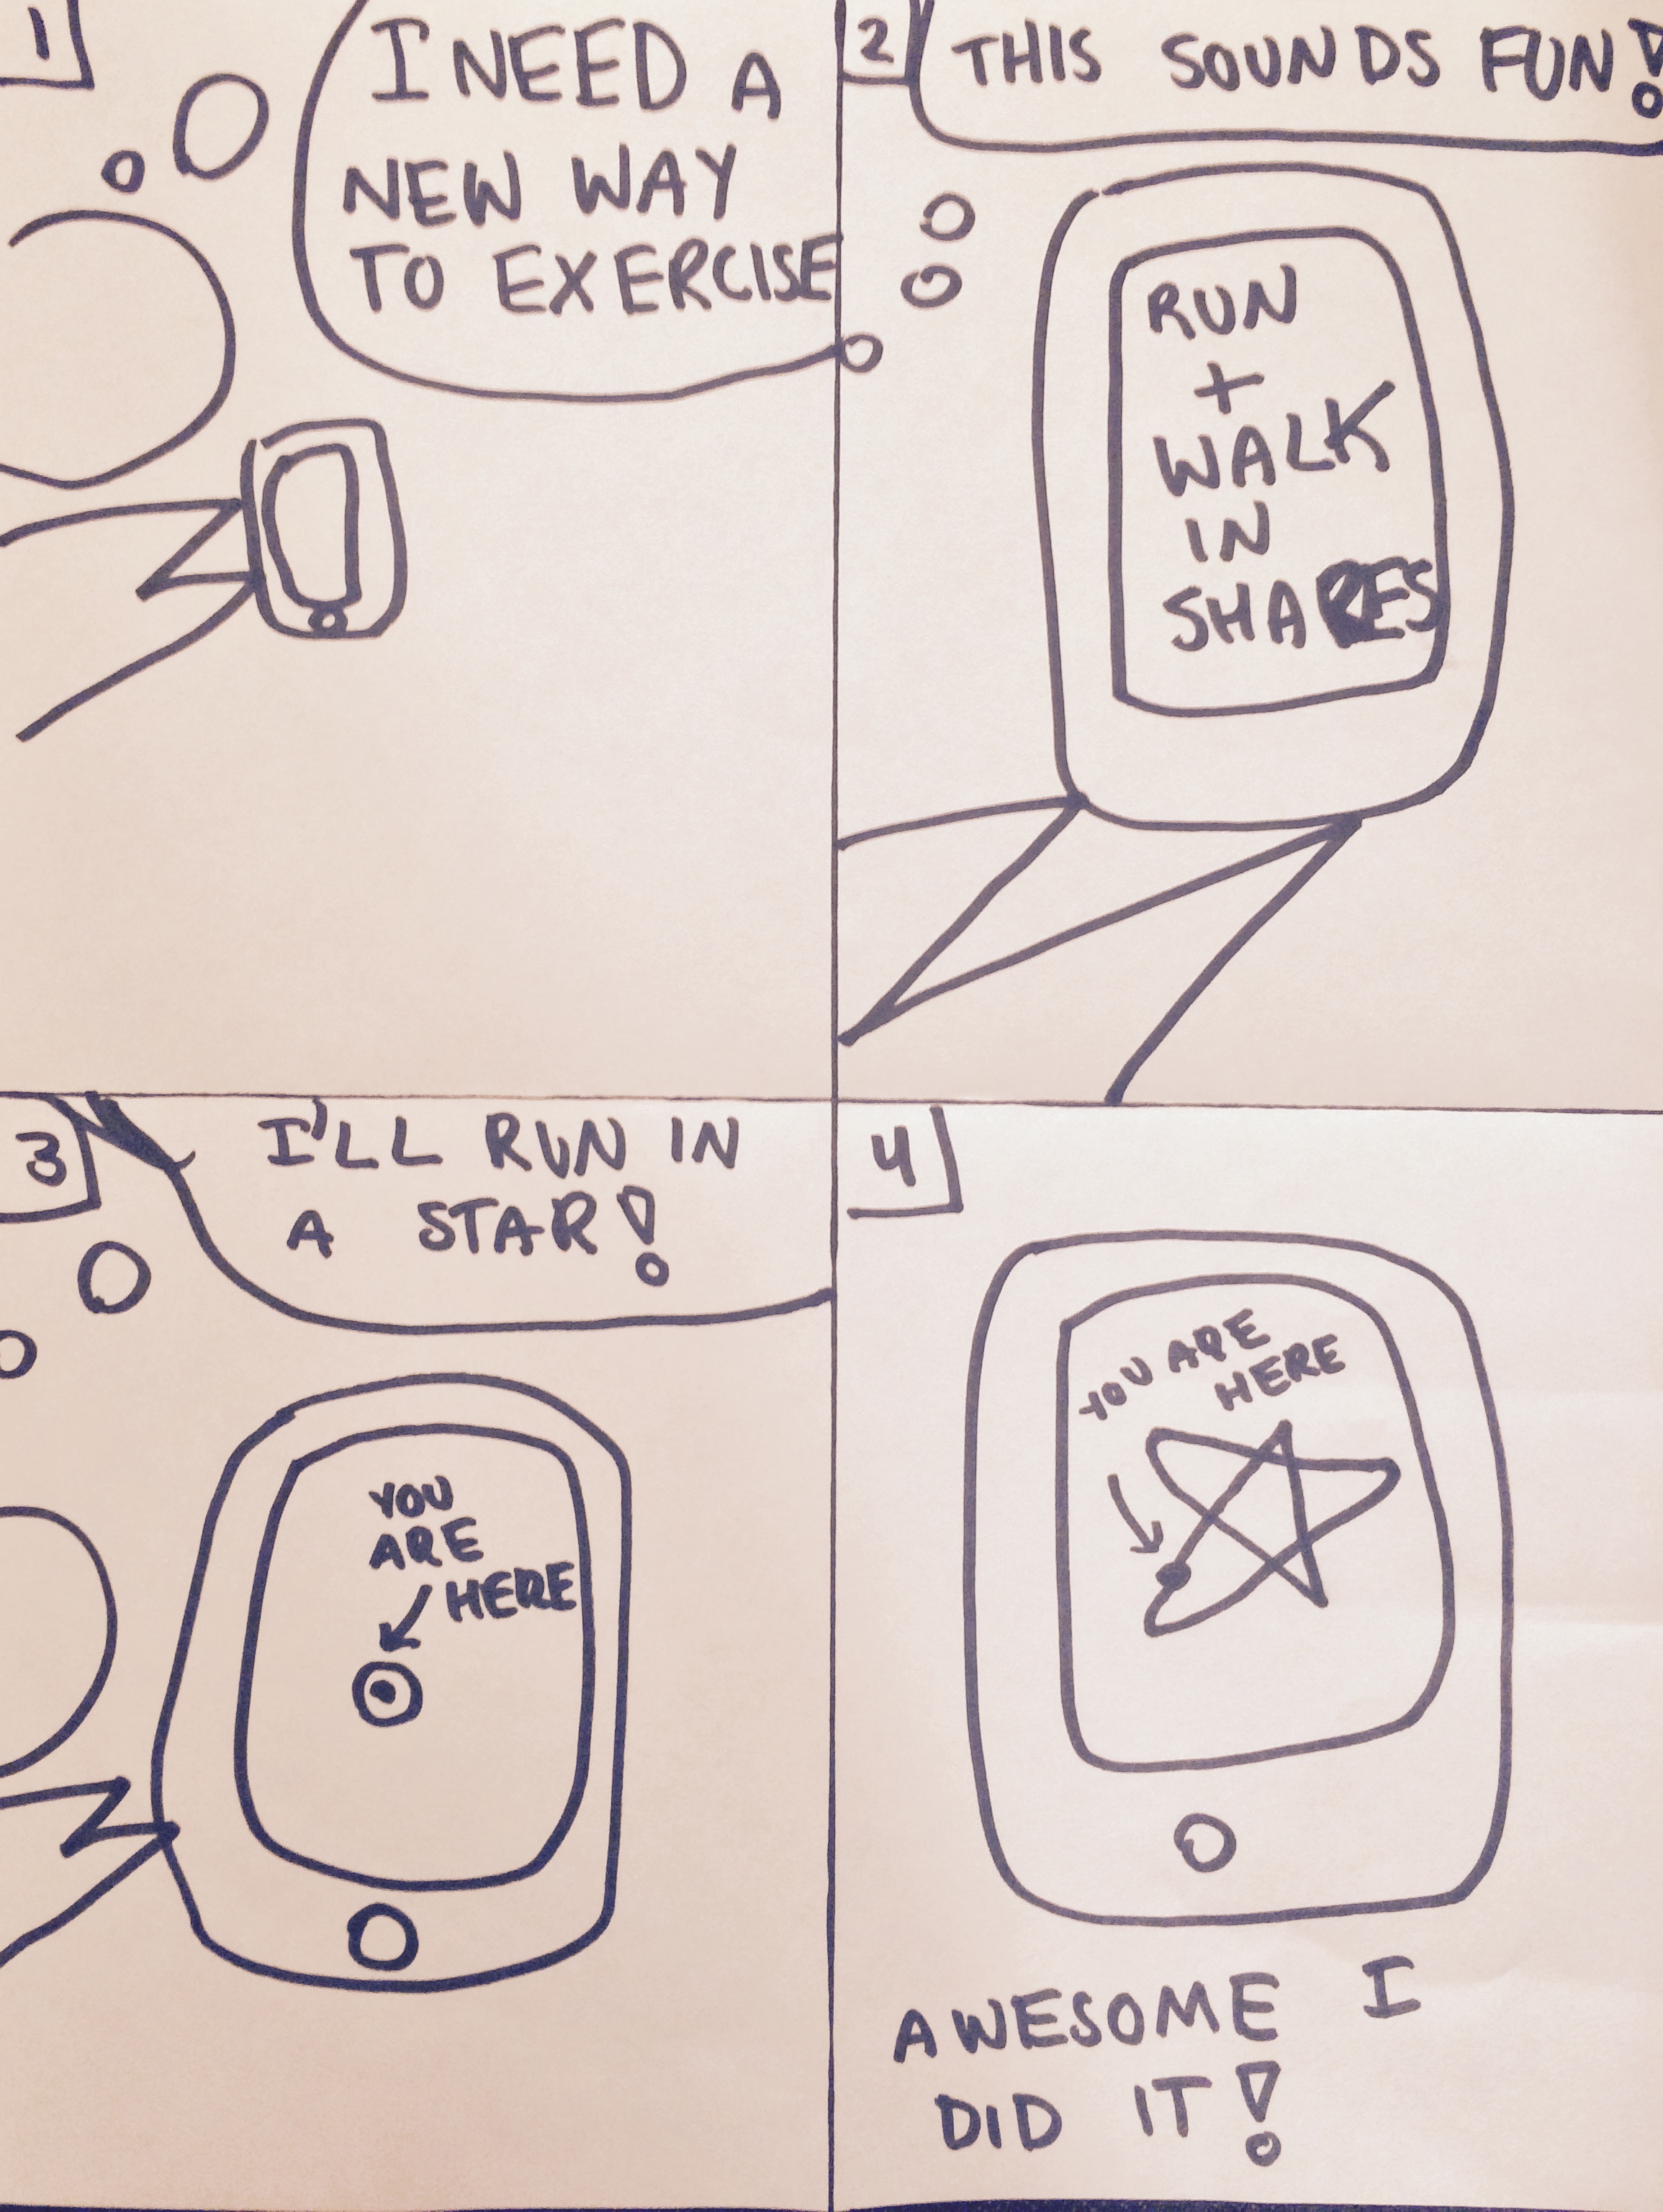 1
I NEED A
NEW WAY
TO EXERCISE
2
THIS SOUNDS FUN!
RUN
+
WALK
IN
SHAPES
3
I'LL RUN IN
A STAR!
YOU
ARE
HERE
4
YOU ARE
HERE
AWESOME I
DID IT!